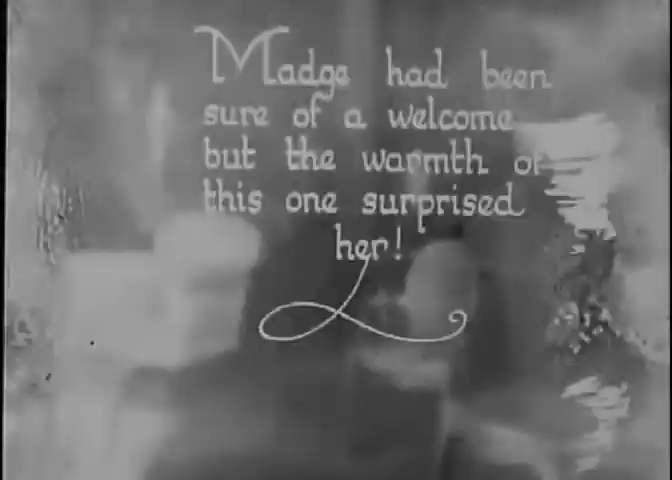 Madge had been
sure of a welcome
but the warmth of
this one surprised
her!